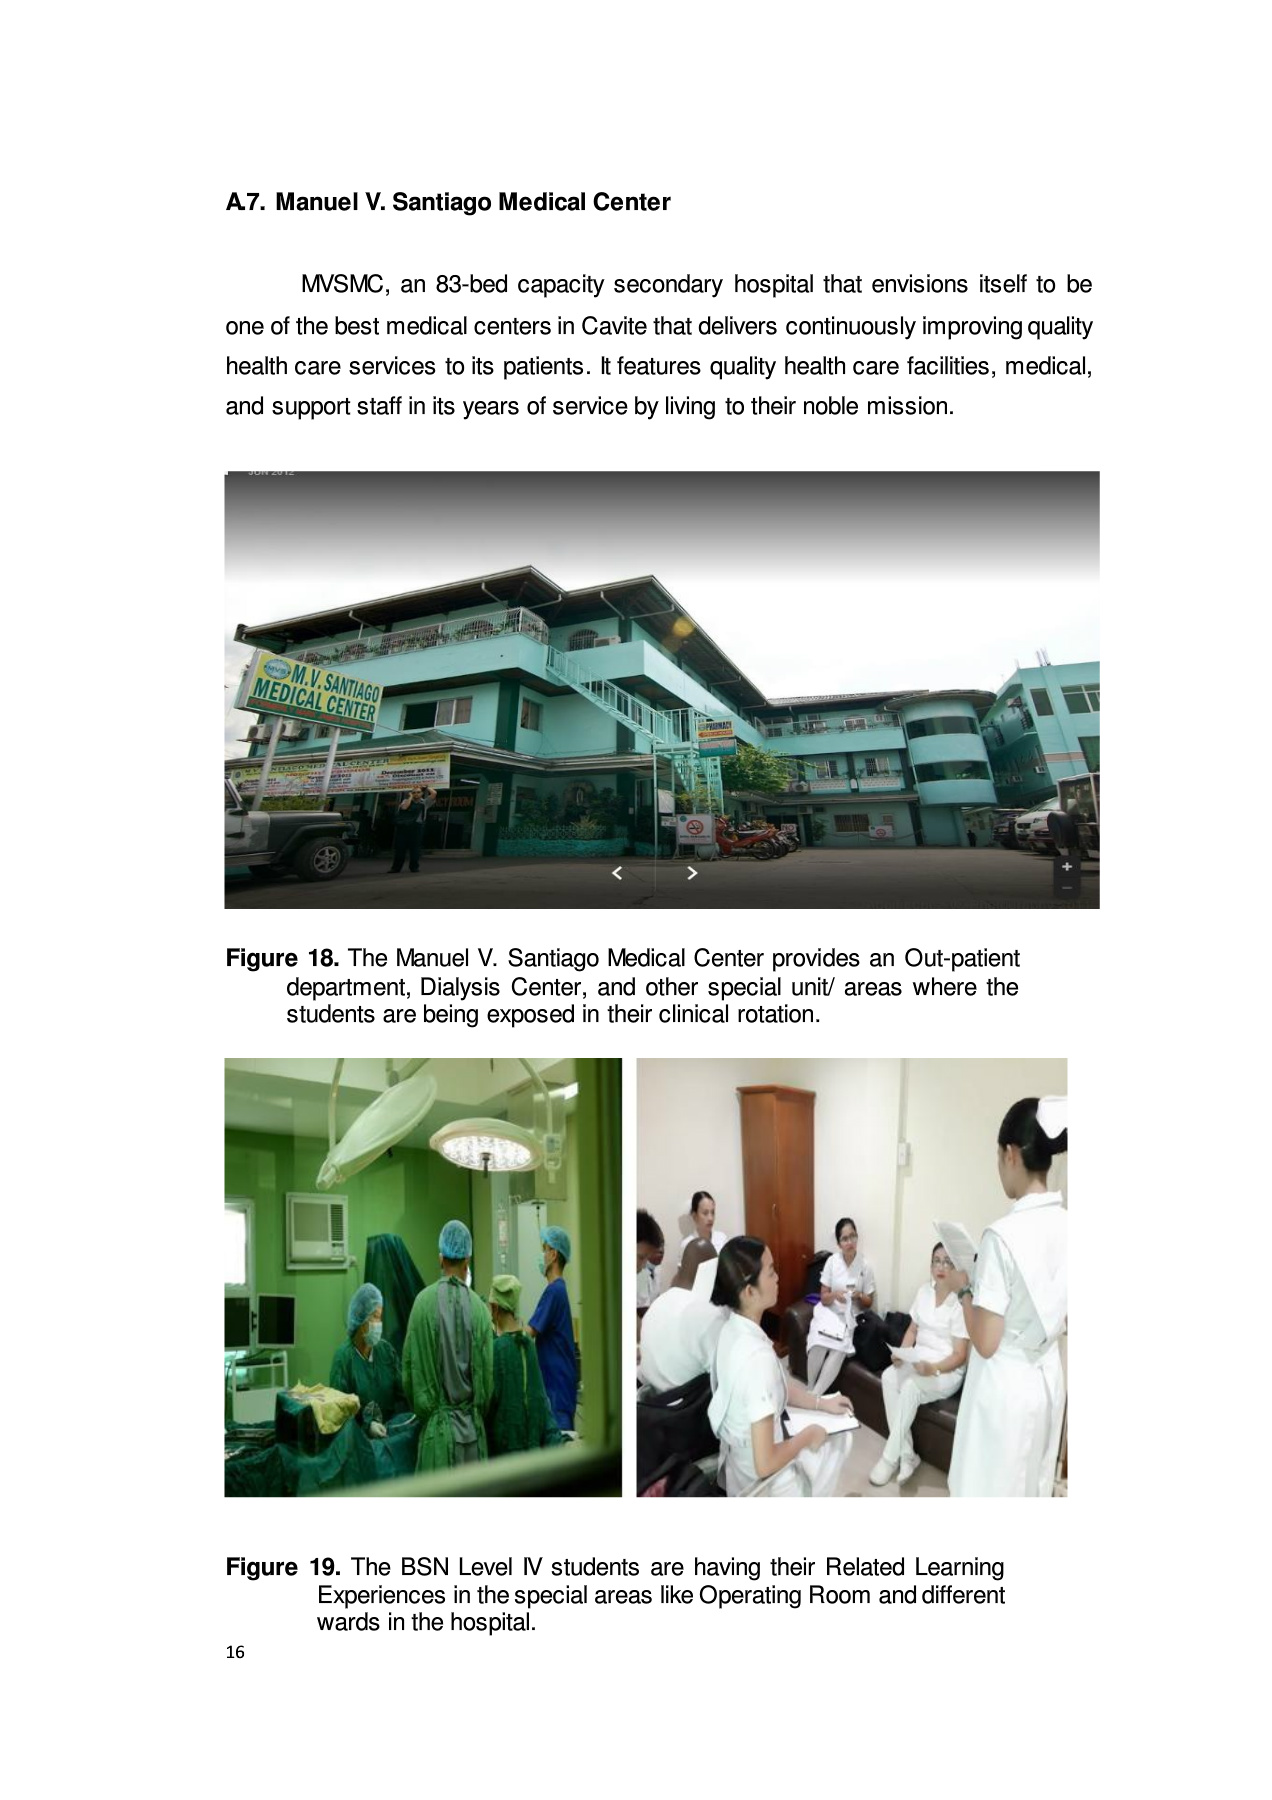 A.7. Manuel V. Santiago Medical Center
MVSMC, an 83-bed capacity secondary hospital that envisions itself to be
one of the best medical centers in Cavite that delivers continuously improving quality
health care services to its patients. It features quality health care facilities, medical,
and support staff in its years of service by living to their noble mission.
JUN 2012
MVS
M.V. SANTIAGO
MEDICAL CENTER
PHARMACY
December 2011
Figure 18. The Manuel V. Santiago Medical Center provides an Out-patient
department, Dialysis Center, and other special unit/ areas where the
students are being exposed in their clinical rotation.
Figure 19. The BSN Level IV students are having their Related Learning
Experiences in the special areas like Operating Room and different
wards in the hospital.
16